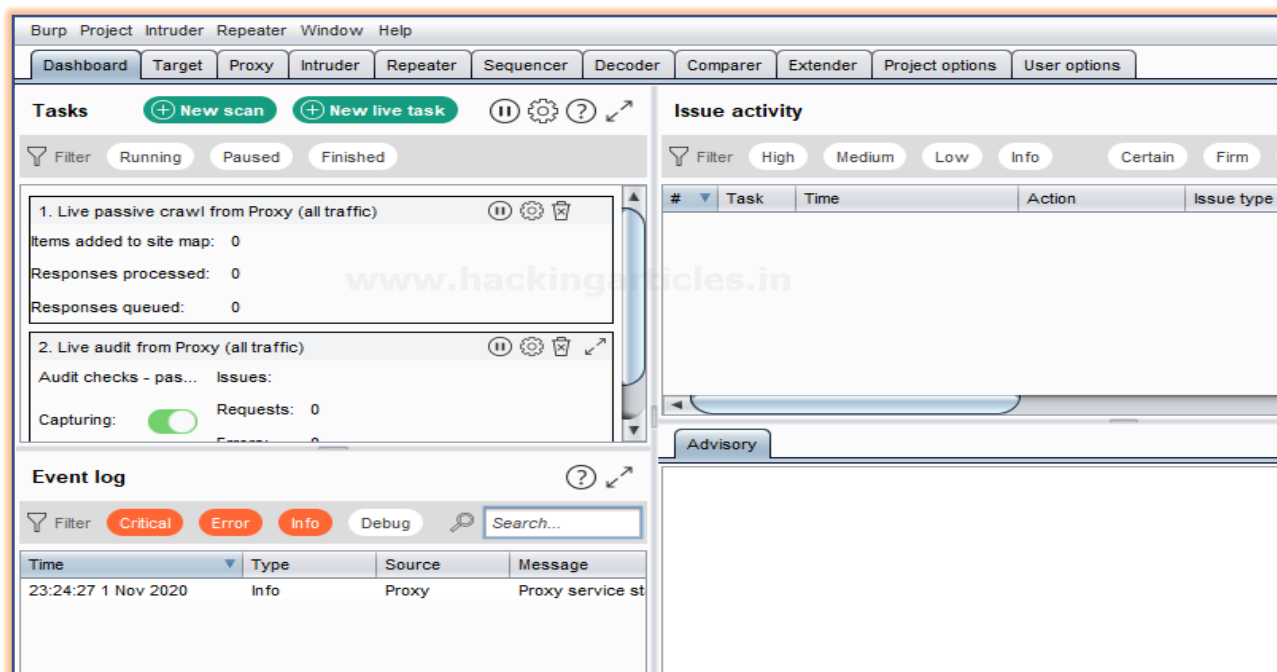 Burp Project Intruder Repeater Window Help
Dashboard Target Proxy Intruder Repeater Sequencer Decoder Comparer Extender Project options User options
Tasks New scan New live task
Filter Running Paused Finished
1. Live passive crawl from Proxy (all traffic)
Items added to site map: 0
Responses processed: 0
Responses queued: 0
2. Live audit from Proxy (all traffic)
Audit checks - pas... Issues:
Capturing: Requests: 0
Issue activity
Filter High Medium Low Info Certain Firm
# Task Time Action Issue type
www.hackingarticles.in
Event log
Filter Critical Error Info Debug Search...
Time Type Source Message
23:24:27 1 Nov 2020 Info Proxy Proxy service st
Advisory